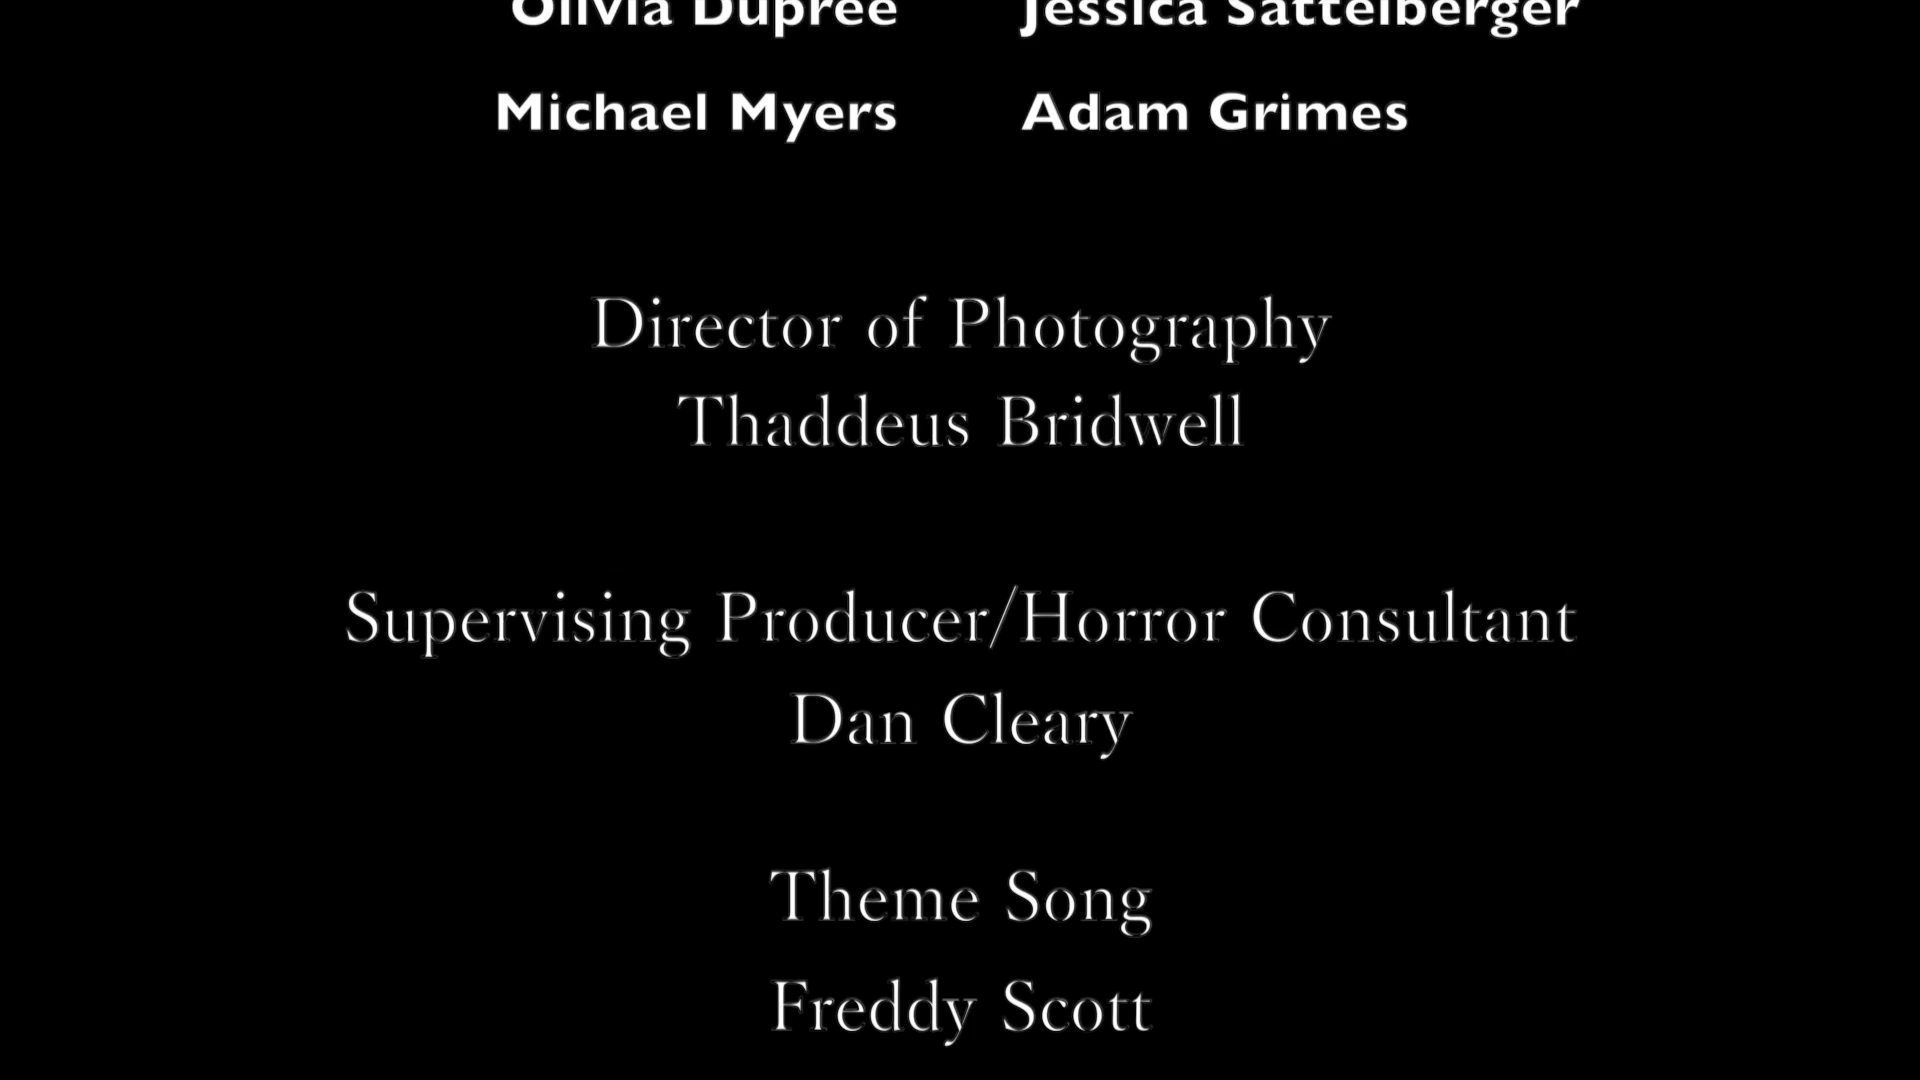 Olivia Dupree Jessica Sattelberger
Michael Myers Adam Grimes
Director of Photography
Thaddeus Bridwell
Supervising Producer/Horror Consultant
Dan Cleary
Theme Song
Freddy Scott